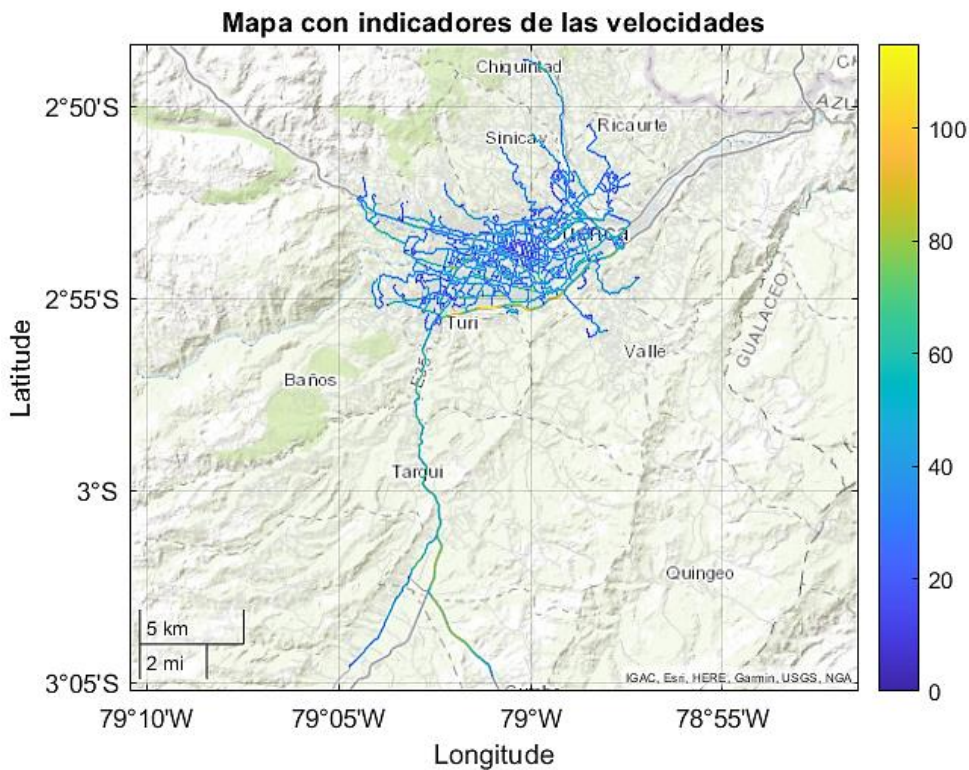 Mapa con indicadores de las velocidades
Chiquintad
2°50'S
AZU
100
Ricaurte
Sinicay
uenca
80
2°55'S
Turi
GUALACEO
Valle
60
Latitude
Baños
E35
40
Tarqui
3°S
Quingeo
20
5 km
2 mi
IGAC, Esri, HERE, Garmin, USGS, NGA
3°05'S
0
79°10'W
79°05'W
79°W
78°55'W
Longitude